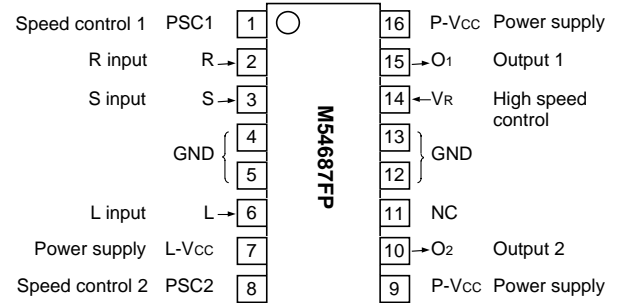 Speed control 1 PSC1 1 16 P-Vcc Power supply
R input R 2 15 O1 Output 1
S input S 3 14 VR High speed control
GND 4 13 GND
5 12
M54687FP
L input L 6 11 NC
Power supply L-Vcc 7 10 O2 Output 2
Speed control 2 PSC2 8 9 P-Vcc Power supply